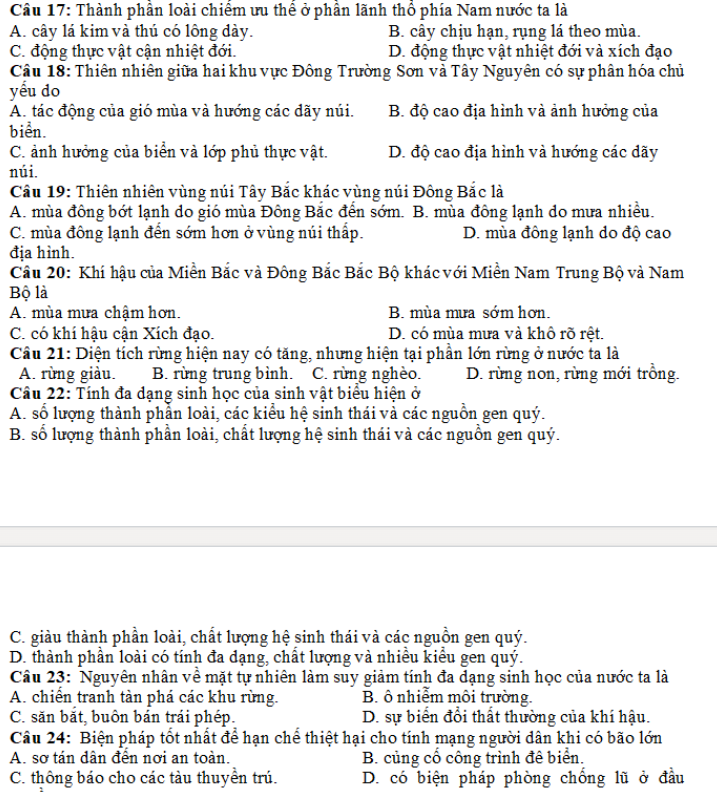 Câu 17: Thành phần loài chiếm ưu thế ở phần lãnh thổ phía Nam nước ta là
A. cây lá kim và thú có lông dày. B. cây chịu hạn, rụng lá theo mùa.
C. động thực vật cận nhiệt đới. D. động thực vật nhiệt đới và xích đạo
Câu 18: Thiên nhiên giữa hai khu vực Đông Trường Sơn và Tây Nguyên có sự phân hóa chủ
yếu do
A. tác động của gió mùa và hướng các dãy núi. B. độ cao địa hình và ảnh hưởng của
biển.
C. ảnh hưởng của biển và lớp phủ thực vật. D. độ cao địa hình và hướng các dãy
núi.
Câu 19: Thiên nhiên vùng núi Tây Bắc khác vùng núi Đông Bắc là
A. mùa đông bớt lạnh do gió mùa Đông Bắc đến sớm. B. mùa đông lạnh do mưa nhiều.
C. mùa đông lạnh đến sớm hơn ở vùng núi thấp. D. mùa đông lạnh do độ cao
địa hình.
Câu 20: Khí hậu của Miền Bắc và Đông Bắc Bắc Bộ khác với Miền Nam Trung Bộ và Nam
Bộ là
A. mùa mưa chậm hơn. B. mùa mưa sớm hơn.
C. có khí hậu cận Xích đạo. D. có mùa mưa và khô rõ rệt.
Câu 21: Diện tích rừng hiện nay có tăng, nhưng hiện tại phần lớn rừng ở nước ta là
A. rừng giàu. B. rừng trung bình. C. rừng nghèo. D. rừng non, rừng mới trồng.
Câu 22: Tính đa dạng sinh học của sinh vật biểu hiện ở
A. số lượng thành phần loài, các kiểu hệ sinh thái và các nguồn gen quý.
B. số lượng thành phần loài, chất lượng hệ sinh thái và các nguồn gen quý.
C. giàu thành phần loài, chất lượng hệ sinh thái và các nguồn gen quý.
D. thành phần loài có tính đa dạng, chất lượng và nhiều kiểu gen quý.
Câu 23: Nguyên nhân về mặt tự nhiên làm suy giảm tính đa dạng sinh học của nước ta là
A. chiến tranh tàn phá các khu rừng. B. ô nhiễm môi trường.
C. săn bắt, buôn bán trái phép. D. sự biến đổi thất thường của khí hậu.
Câu 24: Biện pháp tốt nhất để hạn chế thiệt hại cho tính mạng người dân khi có bão lớn
A. sơ tán dân đến nơi an toàn. B. củng cố công trình đê biển.
C. thông báo cho các tàu thuyền trú. D. có biện pháp phòng chống lũ ở đầu